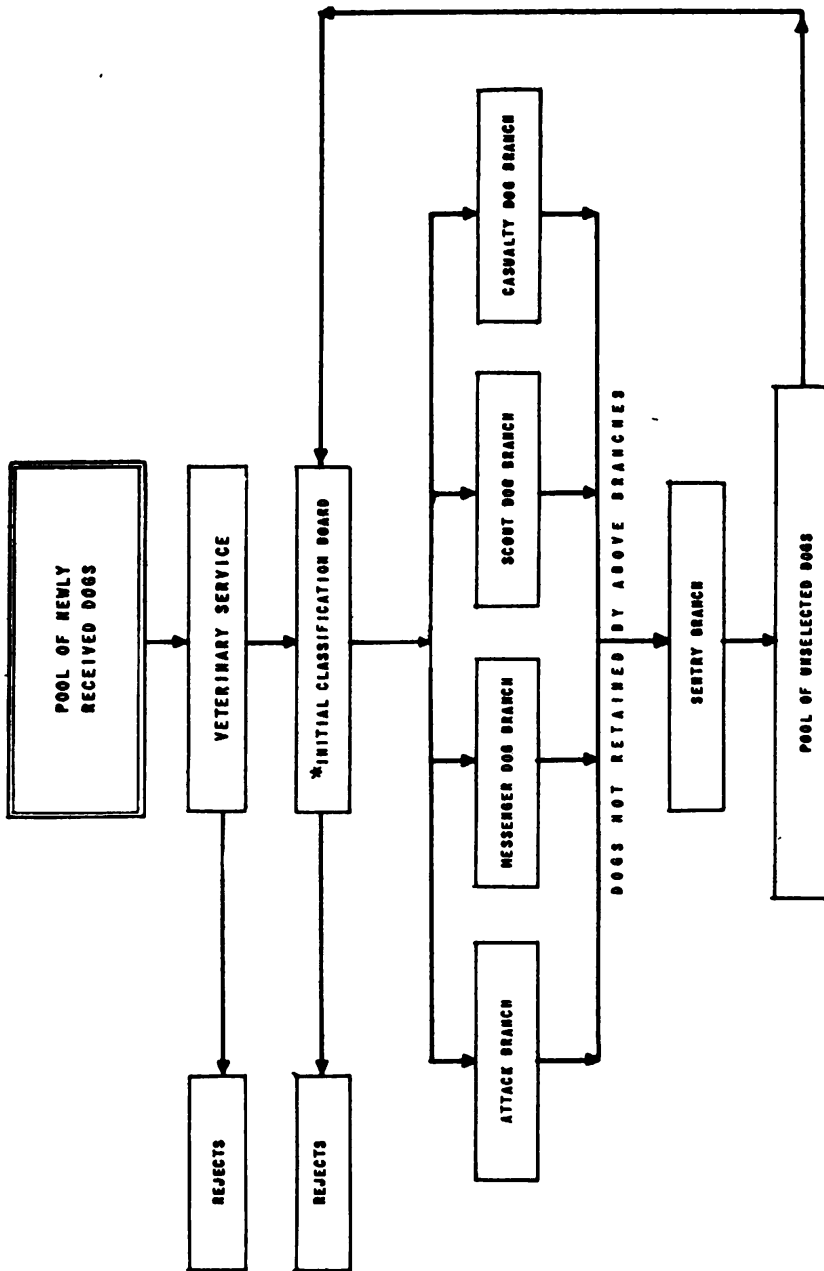 POOL OF NEWLY
RECEIVED DOGS
VETERINARY SERVICE
REJECTS
*INITIAL CLASSIFICATION BOARD
REJECTS
ATTACK BRANCH
MESSENGER DOG BRANCH
SCOUT DOG BRANCH
CASUALTY DOG BRANCH
DOGS NOT RETAINED BY ABOVE BRANCHES
SENTRY BRANCH
POOL OF UNSELECTED DOGS